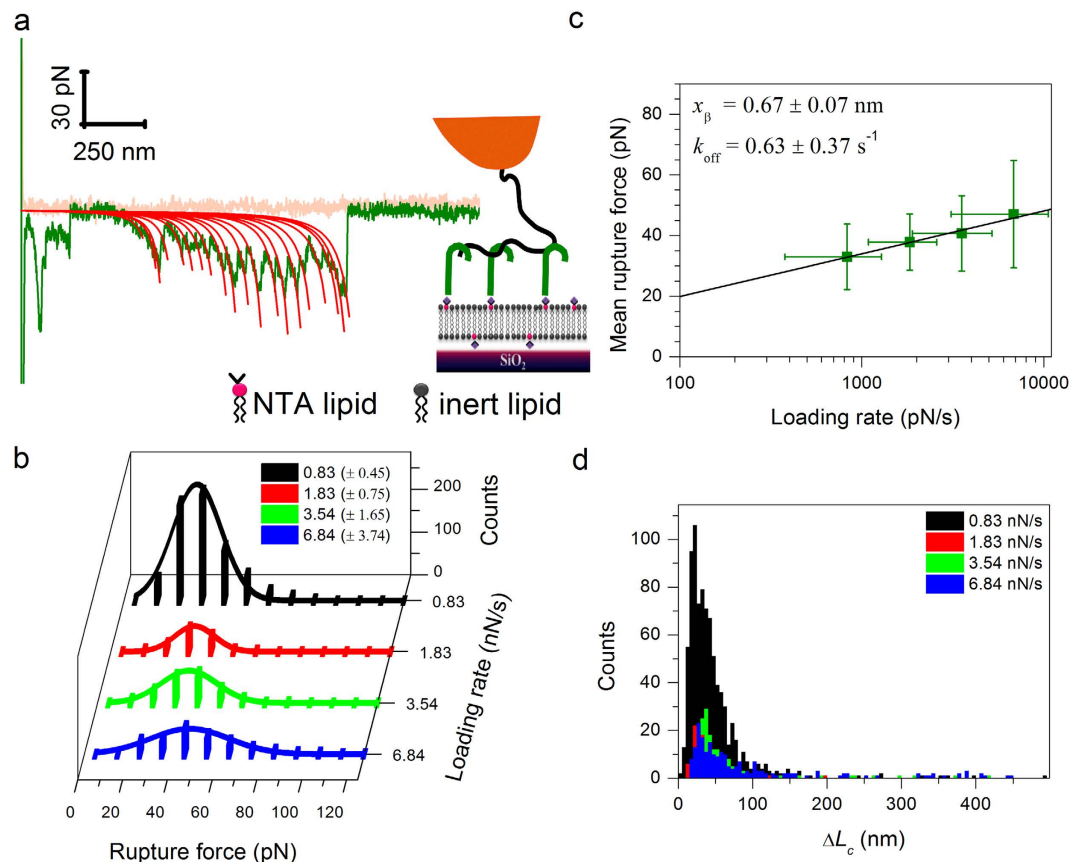 a
30 pN
250 nm
SiO₂
NTA lipid
inert lipid
b
0.83 (± 0.45)
1.83 (± 0.75)
3.54 (± 1.65)
6.84 (± 3.74)
200
100
0
Counts
0.83
1.83
3.54
6.84
Loading rate (nN/s)
0 20 40 60 80 100 120
Rupture force (pN)
c
xβ = 0.67 ± 0.07 nm
koff = 0.63 ± 0.37 s⁻¹
80
60
40
20
0
Mean rupture force (pN)
100 1000 10000
Loading rate (pN/s)
d
0.83 nN/s
1.83 nN/s
3.54 nN/s
6.84 nN/s
100
80
60
40
20
0
Counts
0 100 200 300 400
ΔLc (nm)